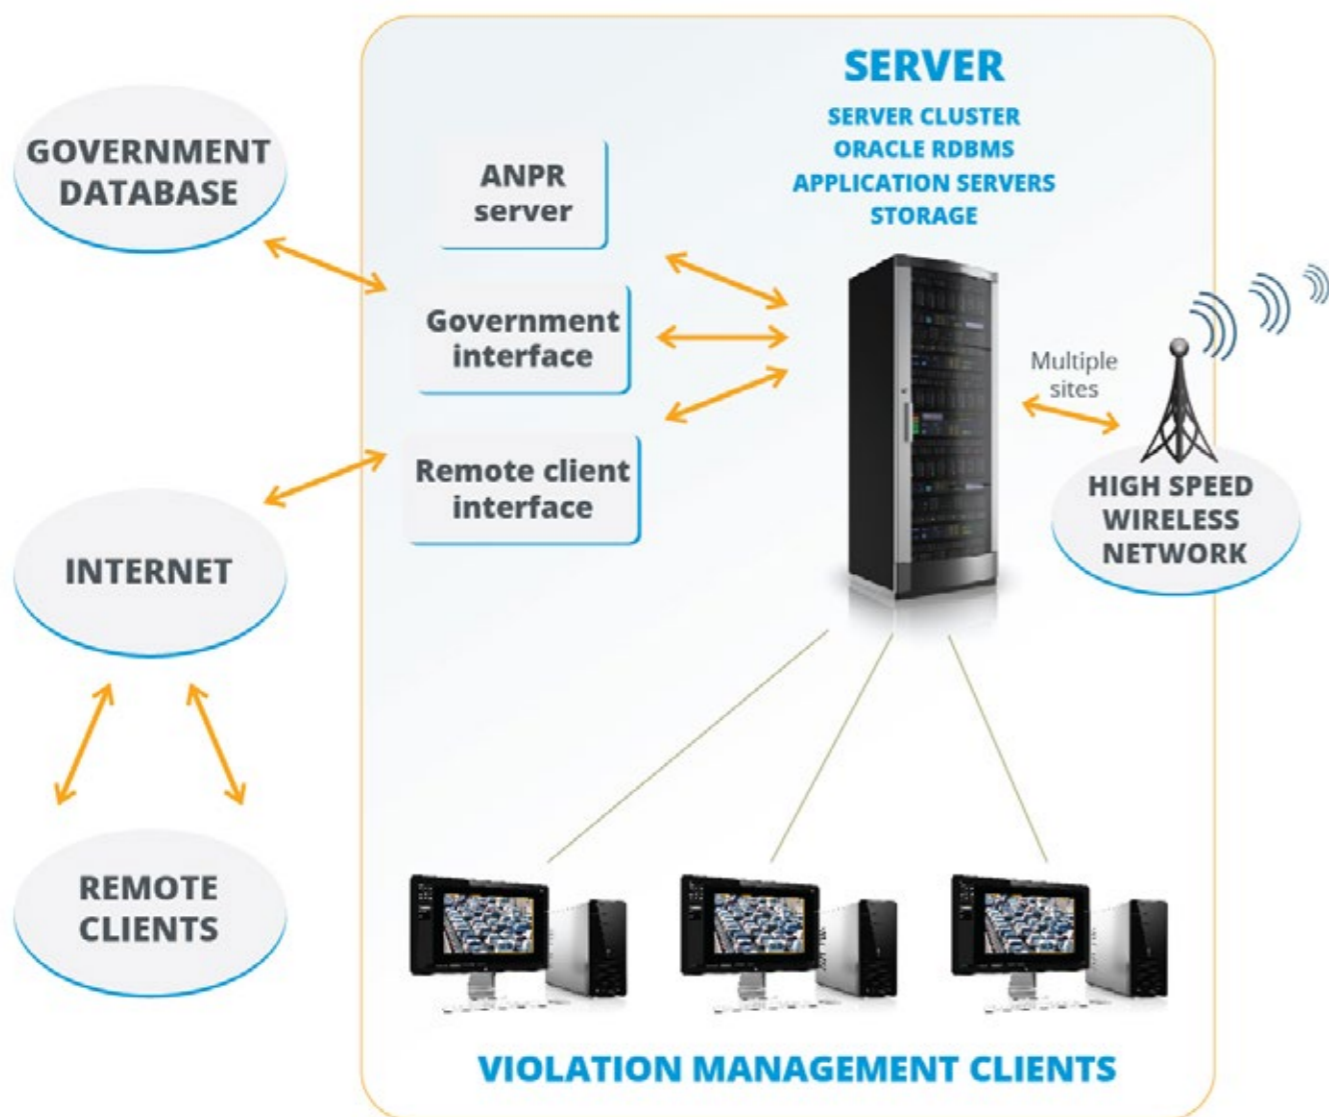 SERVER
SERVER CLUSTER
ORACLE RDBMS
APPLICATION SERVERS
STORAGE
GOVERNMENT
DATABASE
ANPR
server
Government
interface
Remote client
interface
Multiple
sites
HIGH SPEED
WIRELESS
NETWORK
INTERNET
REMOTE
CLIENTS
VIOLATION MANAGEMENT CLIENTS